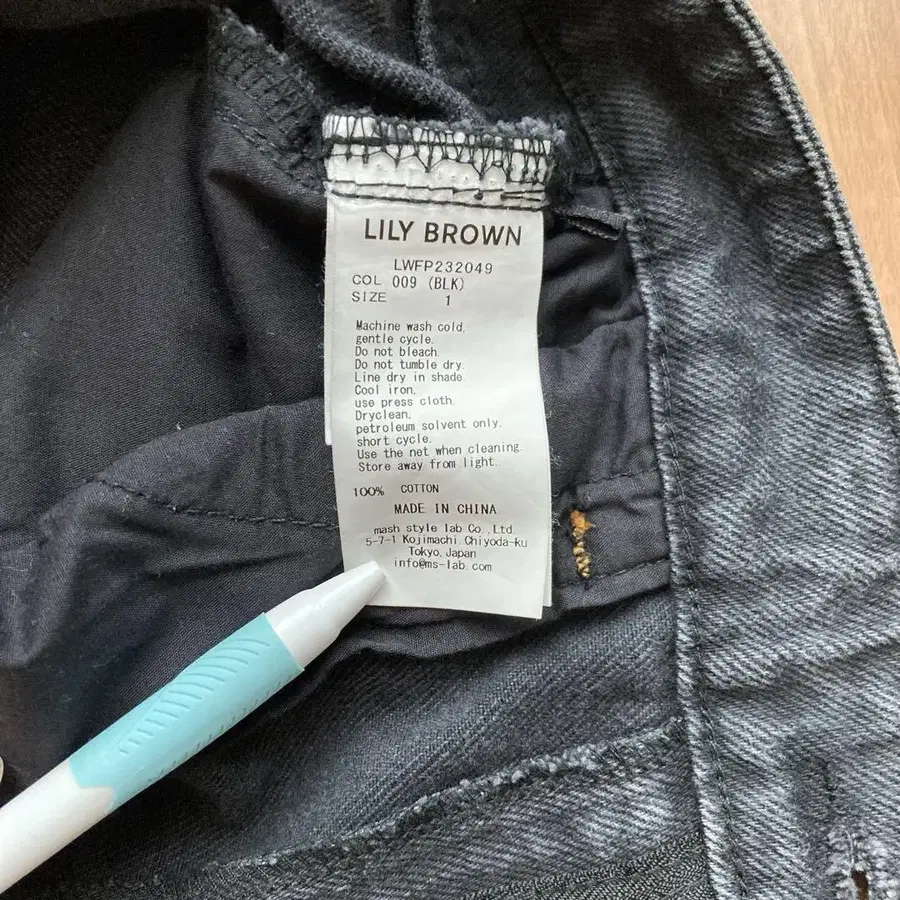 LILY BROWN
LWFP232049
COL 009 (BLK)
SIZE 1
Machine wash cold,
gentle cycle.
Do not bleach.
Do not tumble dry.
Line dry in shade.
Cool iron,
use press cloth.
Dryclean,
petroleum solvent only.
short cycle.
Use the net when cleaning.
Store away from light.
100% COTTON
MADE IN CHINA
mash style lab Co.,Ltd.
5-7-1 Kojimachi, Chiyoda-ku
Tokyo, Japan
info@ms-lab.com